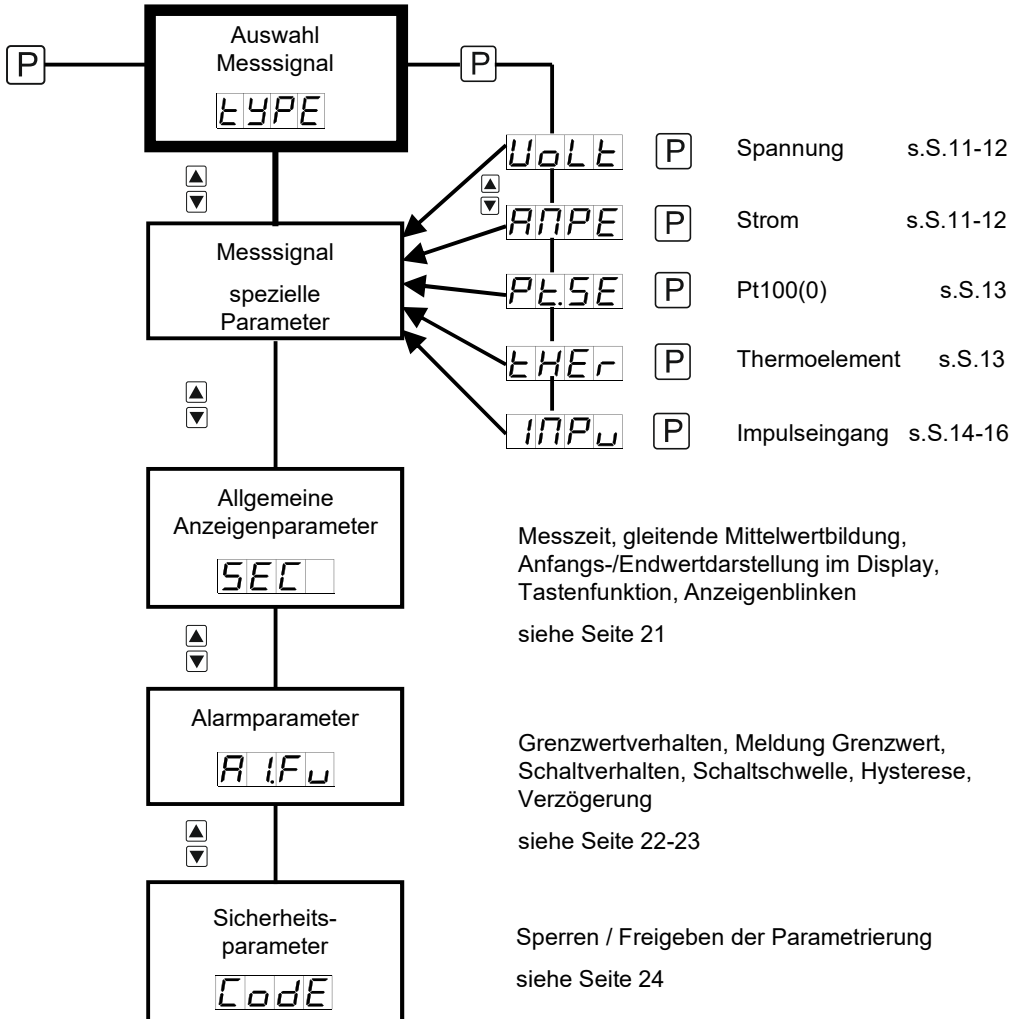 P
Auswahl
Messsignal
tYPE
P
UoLt P Spannung s.S.11-12
AMPE P Strom s.S.11-12
Pt.SE P Pt100(0) s.S.13
tHEr P Thermoelement s.S.13
IMPu P Impulseingang s.S.14-16
Messsignal
spezielle
Parameter
Allgemeine
Anzeigenparameter
SEC
Messzeit, gleitende Mittelwertbildung,
Anfangs-/Endwertdarstellung im Display,
Tastenfunktion, Anzeigenblinken
siehe Seite 21
Alarmparameter
A1.Fu
Grenzwertverhalten, Meldung Grenzwert,
Schaltverhalten, Schaltschwelle, Hysterese,
Verzögerung
siehe Seite 22-23
Sicherheits-
parameter
CodE
Sperren / Freigeben der Parametrierung
siehe Seite 24